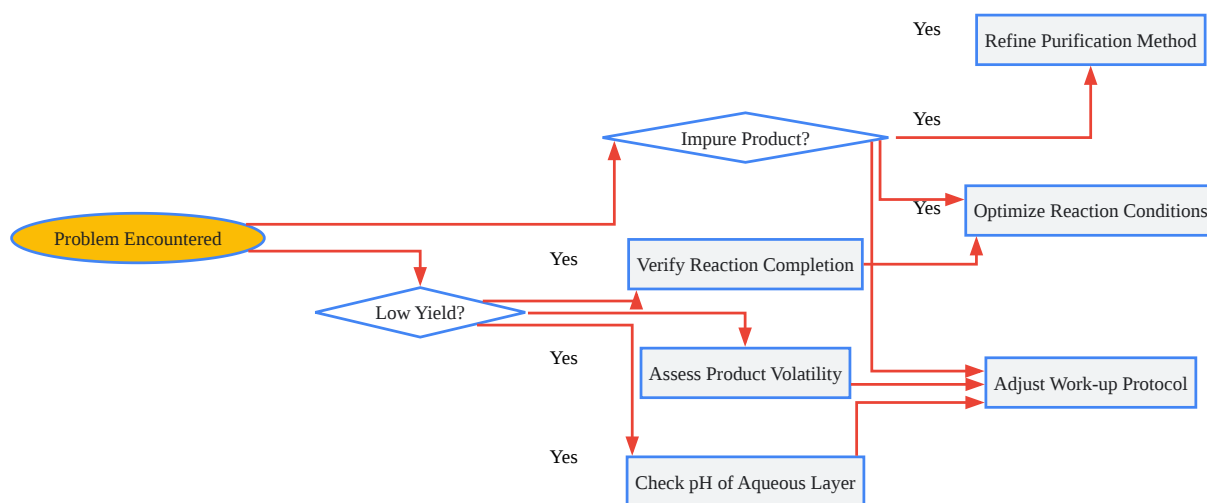 Yes
Refine Purification Method
Yes
Impure Product?
Yes
Optimize Reaction Conditions
Problem Encountered
Yes
Verify Reaction Completion
Low Yield?
Yes
Assess Product Volatility
Adjust Work-up Protocol
Yes
Check pH of Aqueous Layer